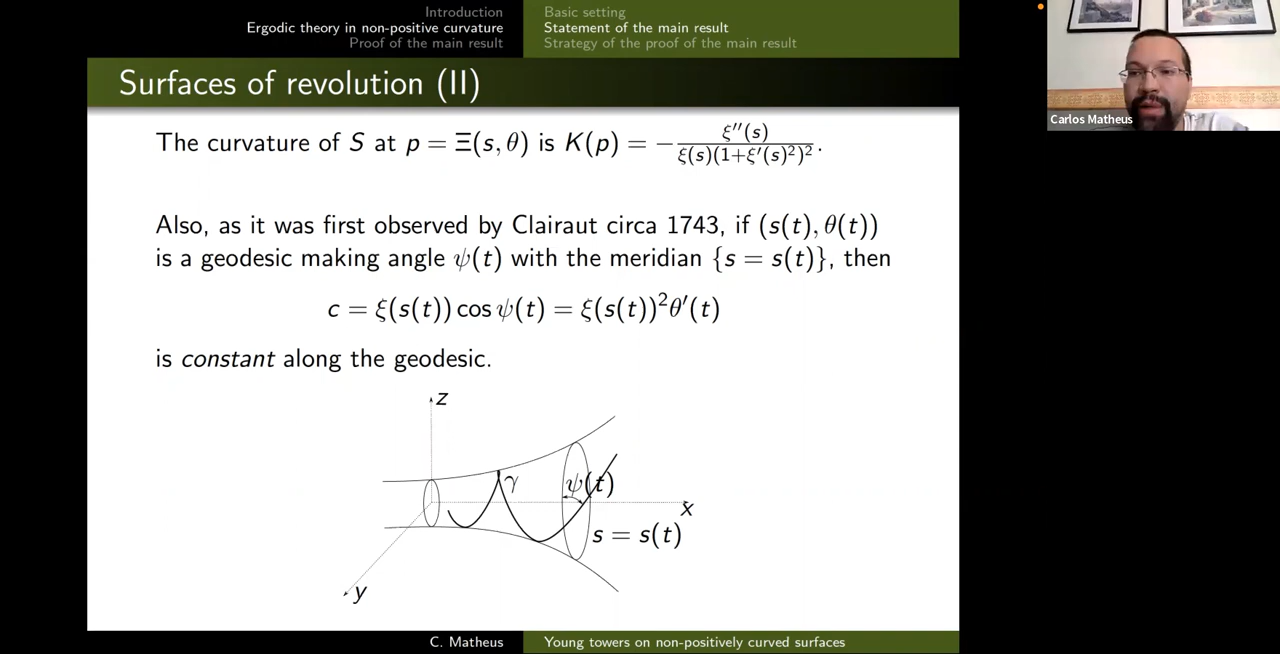 Introduction
Ergodic theory in non-positive curvature
Proof of the main result
Basic setting
Statement of the main result
Strategy of the proof of the main result
Surfaces of revolution (II)
The curvature of S at p = Ξ(s, θ) is K(p) = − ξ′′(s) / ξ(s)(1+ξ′(s)²)² .
Also, as it was first observed by Clairaut circa 1743, if (s(t), θ(t))
is a geodesic making angle ψ(t) with the meridian {s = s(t)}, then
c = ξ(s(t)) cos ψ(t) = ξ(s(t))²θ′(t)
is constant along the geodesic.
z
γ
ψ(t)
x
s = s(t)
y
C. Matheus
Young towers on non-positively curved surfaces
Carlos Matheus